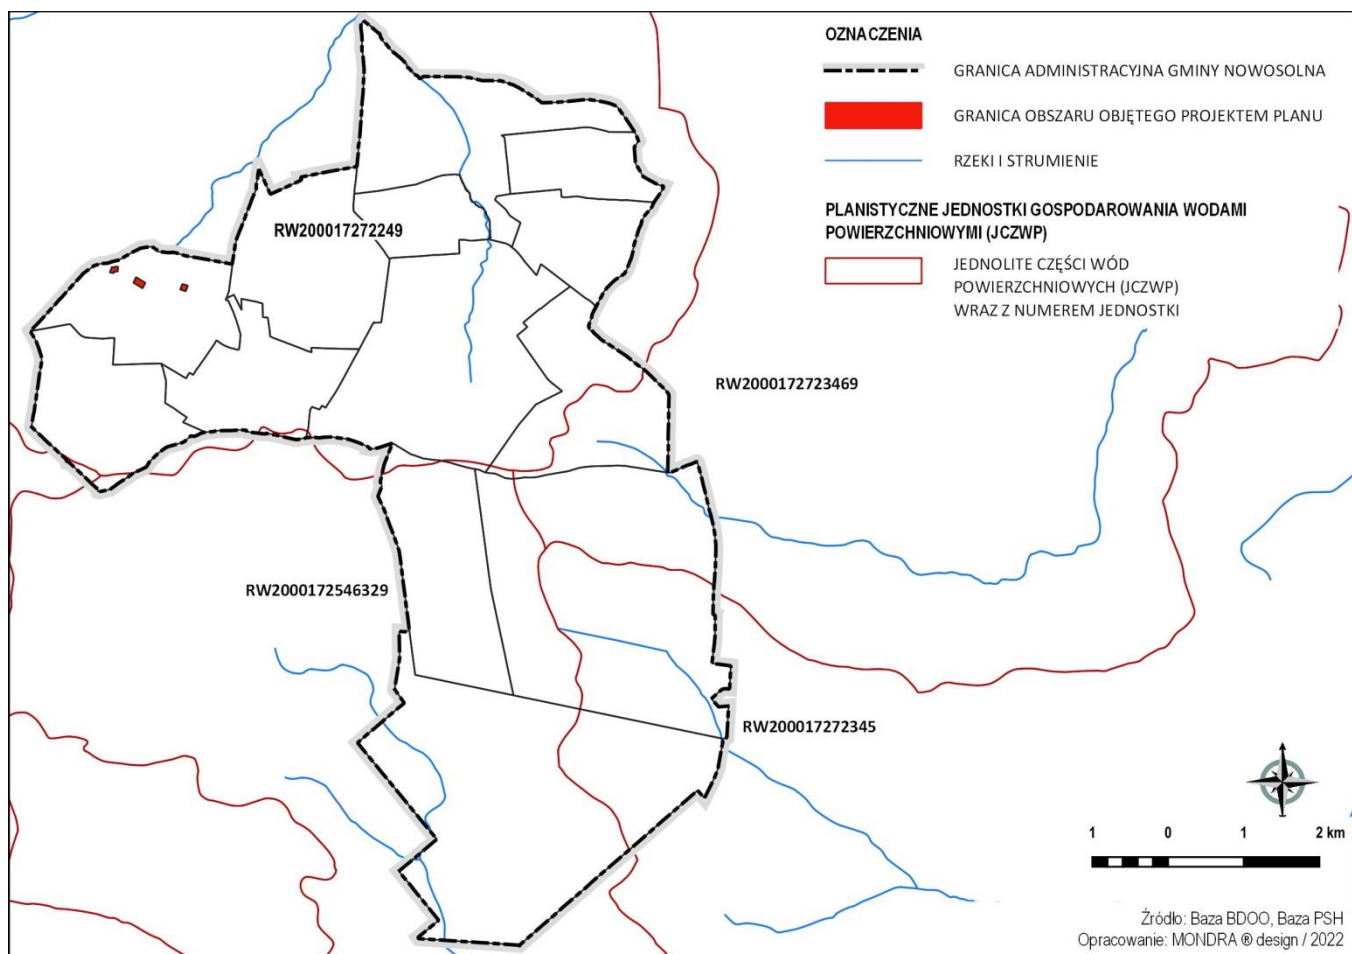 OZNACZENIA
GRANICA ADMINISTRACYJNA GMINY NOWOSOLNA
GRANICA OBSZARU OBJĘTEGO PROJEKTEM PLANU
RZEKI I STRUMIENIE
PLANISTYCZNE JEDNOSTKI GOSPODAROWANIA WODAMI
POWIERZCHNIOWYMI (JCZWP)
JEDNOLITE CZĘŚCI WÓD
POWIERZCHNIOWYCH (JCZWP)
WRAZ Z NUMEREM JEDNOSTKI
RW200017272249
RW2000172723469
RW2000172546329
RW200017272345
1 0 1 2 km
Źródło: Baza BDOO, Baza PSH
Opracowanie: MONDRA ® design / 2022